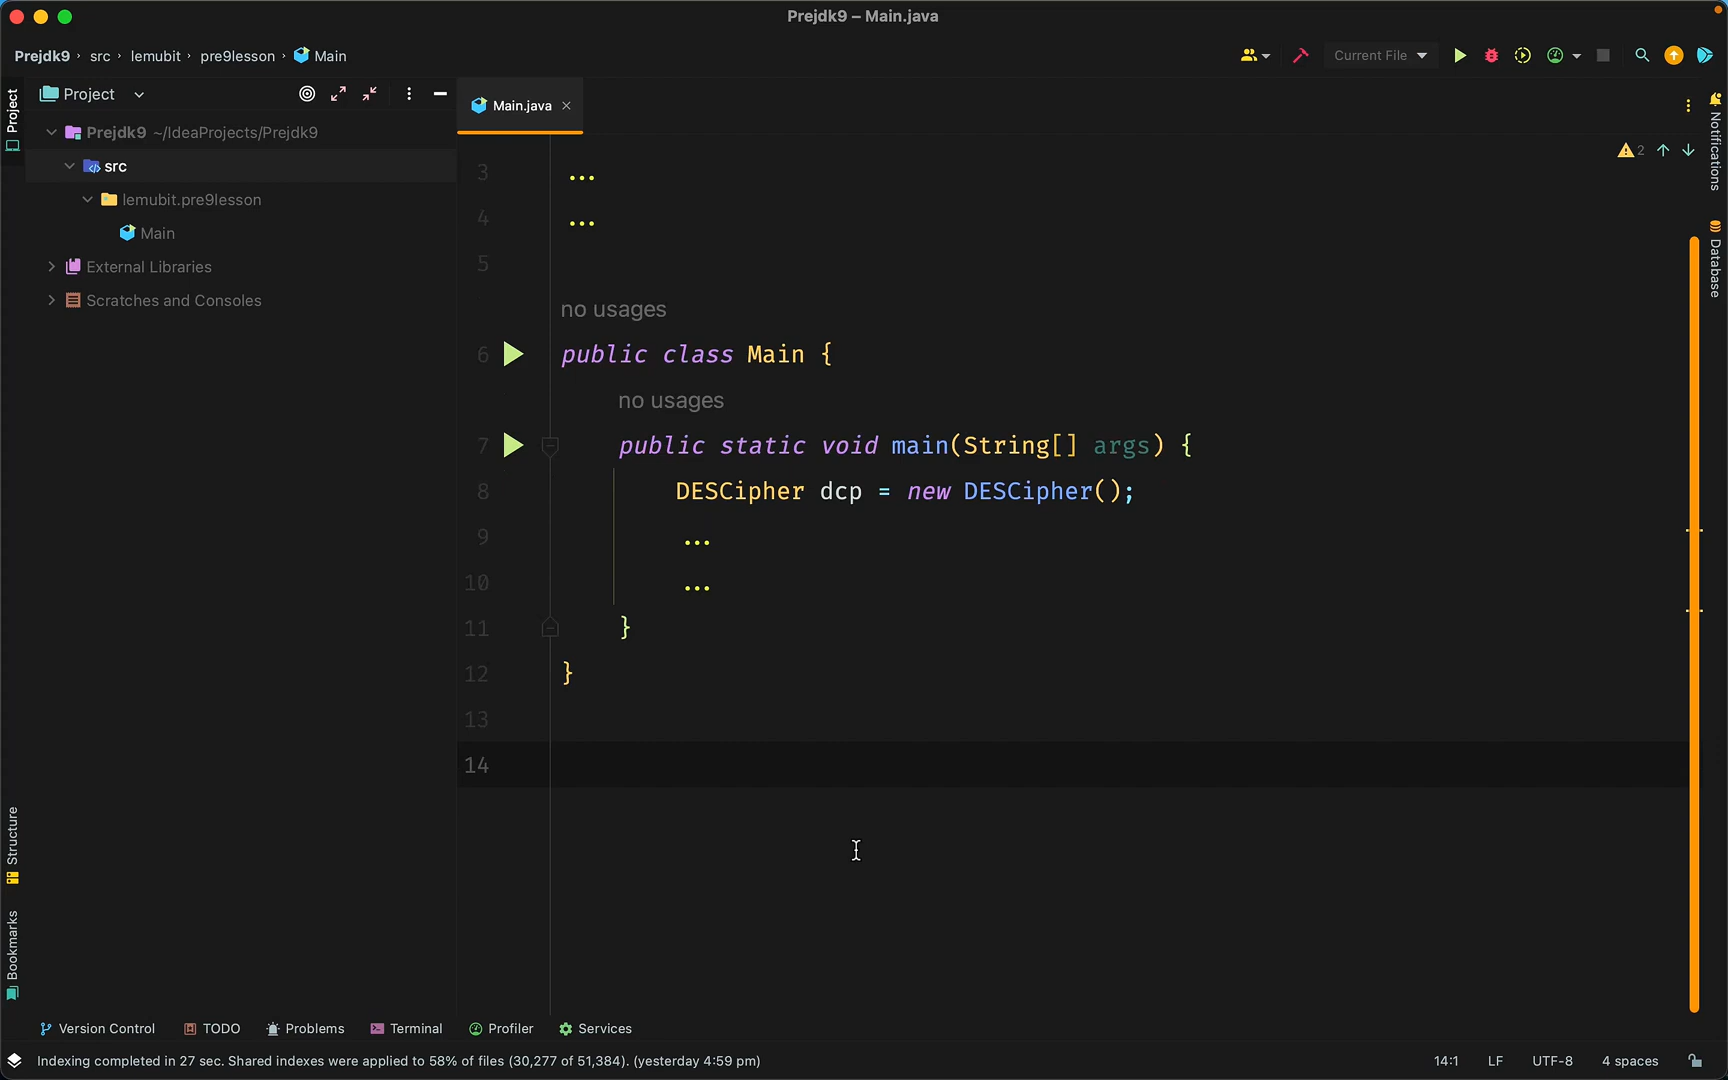 Prejdk9 – Main.java
Prejdk9 › src › lemubit › pre9lesson › Main
Current File
Project
Project
Main.java
Prejdk9 ~/IdeaProjects/Prejdk9
src
lemubit.pre9lesson
Main
External Libraries
Scratches and Consoles
2
3 ...
4 ...
5
no usages
6 public class Main {
no usages
7 public static void main(String[] args) {
8 DESCipher dcp = new DESCipher();
9 ...
10 ...
11 }
12 }
13
14
Notifications
Database
Structure
Bookmarks
Version Control TODO Problems Terminal Profiler Services
Indexing completed in 27 sec. Shared indexes were applied to 58% of files (30,277 of 51,384). (yesterday 4:59 pm) 14:1 LF UTF-8 4 spaces